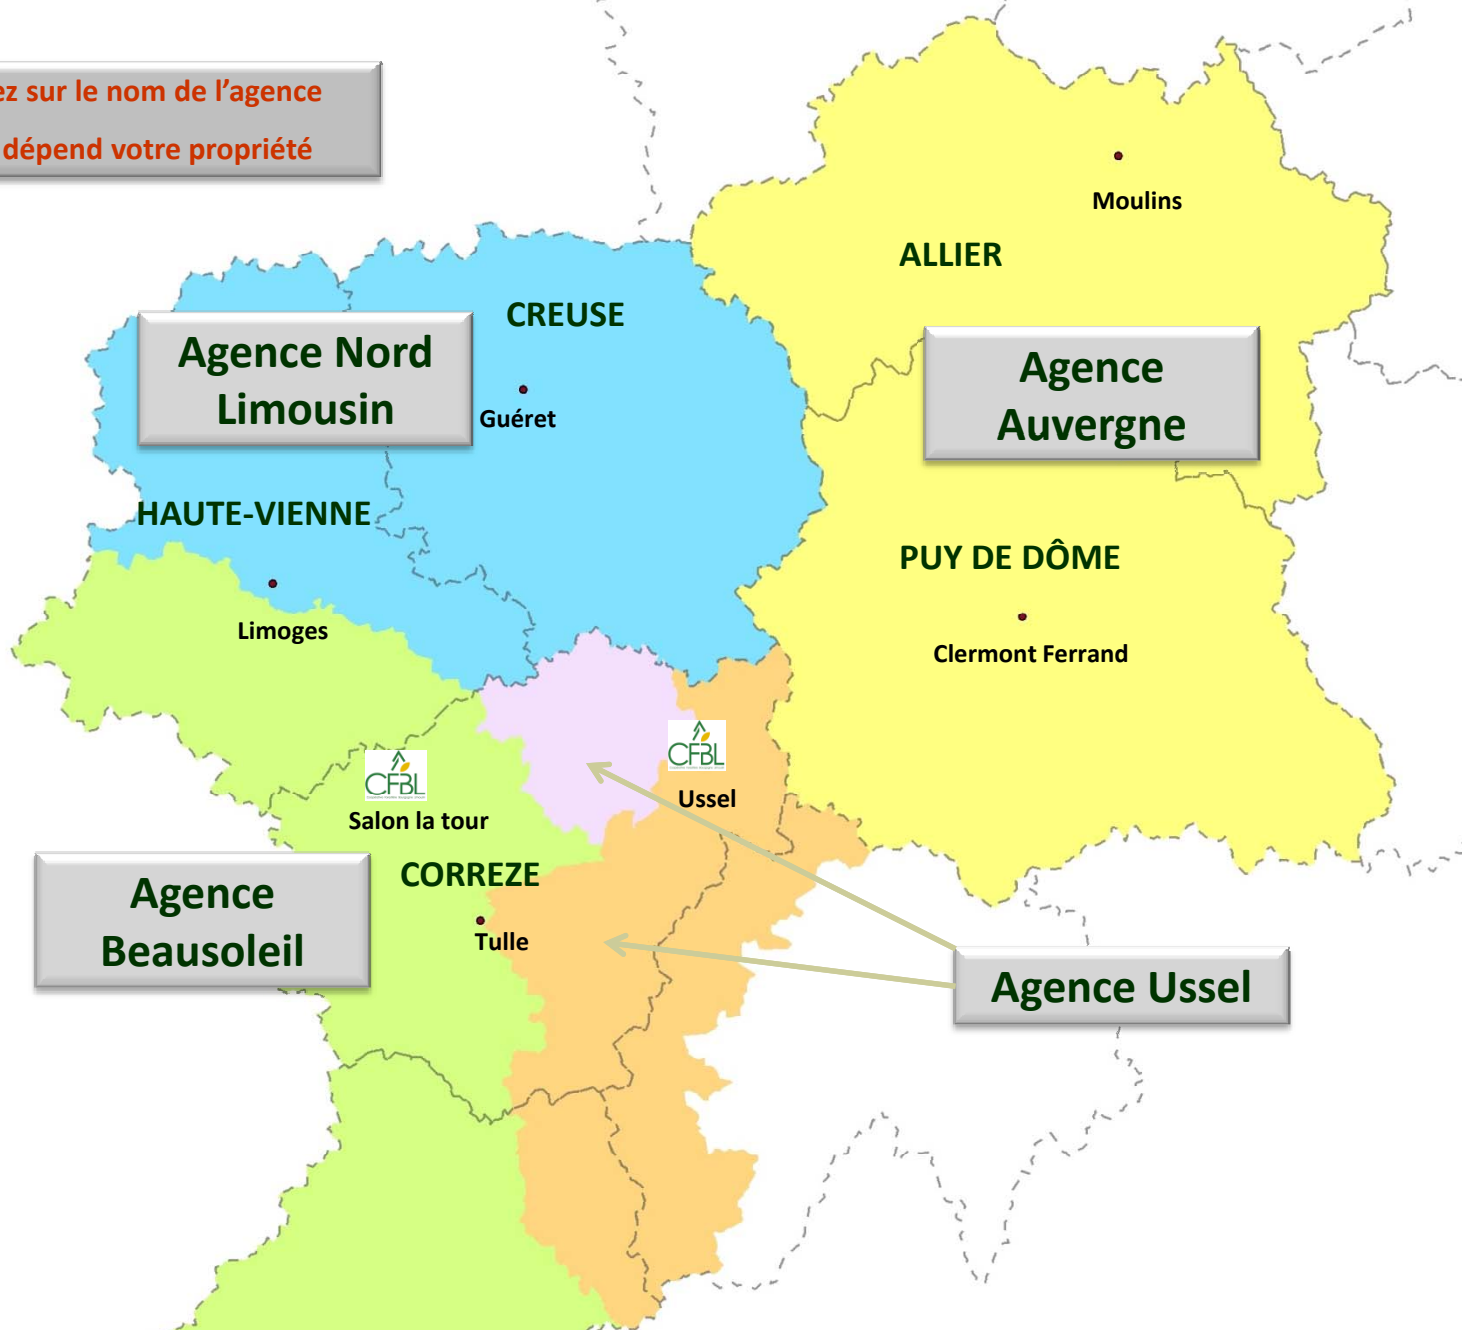 ez sur le nom de l'agence
dépend votre propriété
Moulins
ALLIER
CREUSE
Agence Nord
Limousin
Agence
Auvergne
Guéret
HAUTE-VIENNE
PUY DE DÔME
Limoges
Clermont Ferrand
CFBL
CFBL
Ussel
Salon la tour
CORREZE
Agence
Beausoleil
Tulle
Agence Ussel